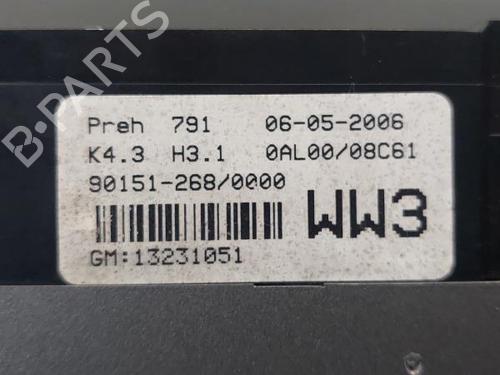 B-PARTS
Preh 791 06-05-2006
K4.3 H3.1 0AL00/08C61
90151-268/0000
WW3
GM:13231051